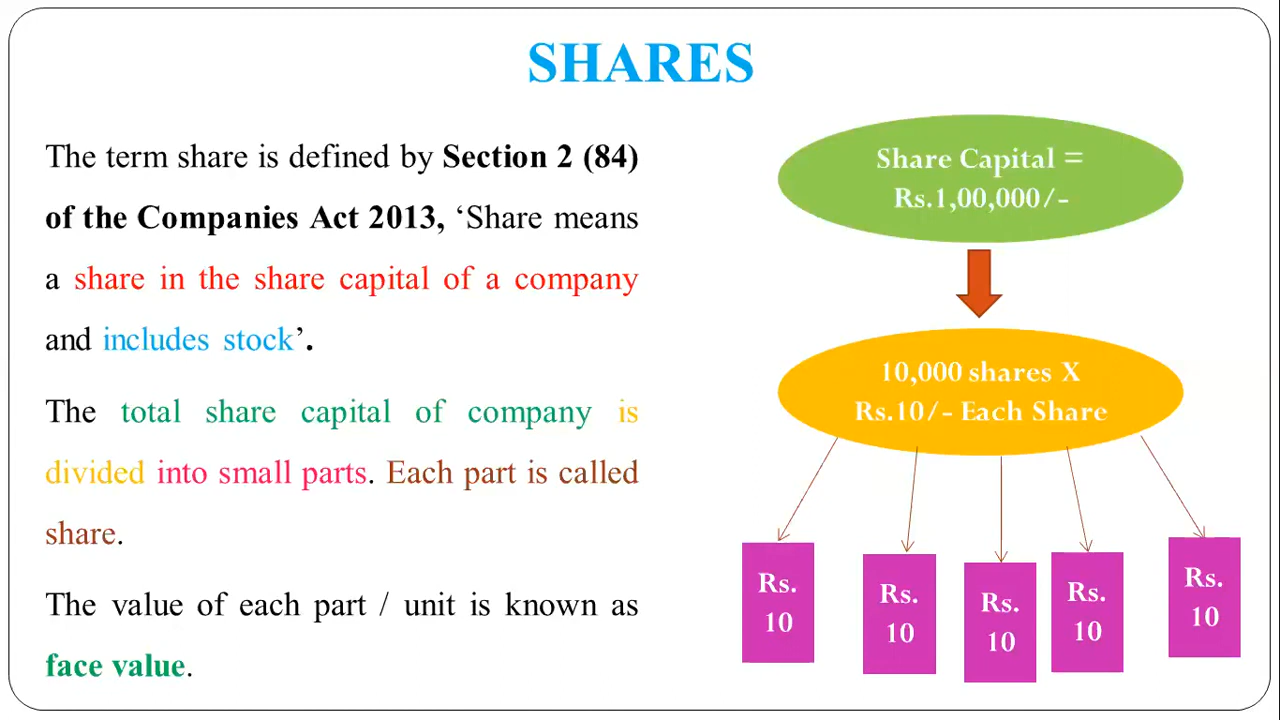 SHARES
The term share is defined by Section 2 (84)
of the Companies Act 2013, ‘Share means
a share in the share capital of a company
and includes stock’.
The total share capital of company is
divided into small parts. Each part is called
share.
The value of each part / unit is known as
face value.
Share Capital =
Rs.1,00,000/-
10,000 shares X
Rs.10/- Each Share
Rs.
10
Rs.
10
Rs.
10
Rs.
10
Rs.
10